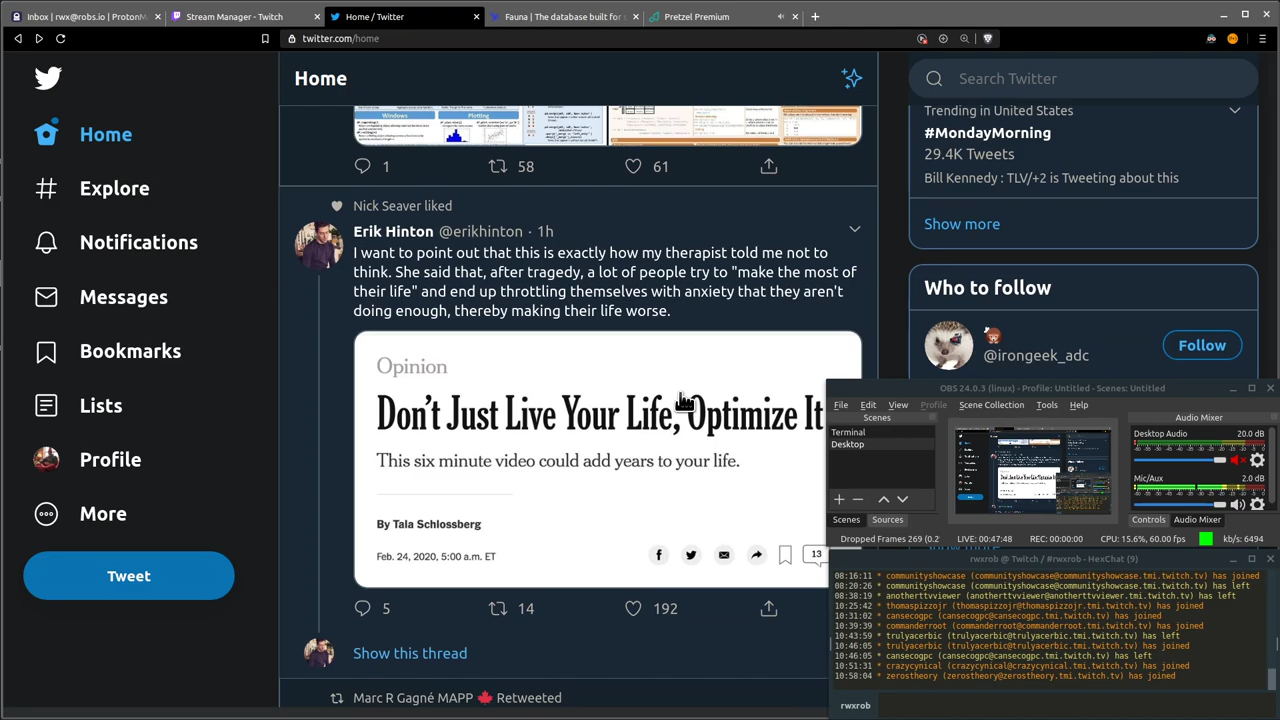 Inbox | rwx@robs.io | ProtonM
Stream Manager - Twitch
Home / Twitter
Fauna | The database built for s
Pretzel Premium
twitter.com/home
Home
Explore
Notifications
Messages
Bookmarks
Lists
Profile
More
Tweet
Home
Windows
Plotting
1
58
61
Nick Seaver liked
Erik Hinton @erikhinton · 1h
I want to point out that this is exactly how my therapist told me not to
think. She said that, after tragedy, a lot of people try to "make the most of
their life" and end up throttling themselves with anxiety that they aren't
doing enough, thereby making their life worse.
Opinion
Don't Just Live Your Life, Optimize It
This six minute video could add years to your life.
By Tala Schlossberg
Feb. 24, 2020, 5:00 a.m. ET
13
5
14
192
Show this thread
Marc R Gagné MAPP 🍁 Retweeted
Search Twitter
Trending in United States
#MondayMorning
29.4K Tweets
Bill Kennedy : TLV/+2 is Tweeting about this
Show more
Who to follow
@irongeek_adc
Follow
OBS 24.0.3 (linux) - Profile: Untitled - Scenes: Untitled
File Edit View Profile Scene Collection Tools Help
Scenes
Terminal
Desktop
Scenes Sources
Audio Mixer
Desktop Audio 20.0 dB
Mic/Aux 2.0 dB
Controls Audio Mixer
Dropped Frames 269 (0.2 LIVE: 00:47:48 REC: 00:00:00 CPU: 15.6%, 60.00 fps kb/s: 6494
rwxrob @ Twitch / #rwxrob - HexChat (9)
08:16:11 * communityshowcase (communityshowcase@communityshowcase.tmi.twitch.tv) has joined
08:20:26 * communityshowcase (communityshowcase@communityshowcase.tmi.twitch.tv) has left
08:38:19 * anotherttvviewer (anotherttvviewer@anotherttvviewer.tmi.twitch.tv) has left
10:25:42 * thomaspizzojr (thomaspizzojr@thomaspizzojr.tmi.twitch.tv) has joined
10:31:02 * cansecogpc (cansecogpc@cansecogpc.tmi.twitch.tv) has joined
10:39:39 * commanderroot (commanderroot@commanderroot.tmi.twitch.tv) has joined
10:43:59 * trulyacerbic (trulyacerbic@trulyacerbic.tmi.twitch.tv) has left
10:46:05 * trulyacerbic (trulyacerbic@trulyacerbic.tmi.twitch.tv) has joined
10:46:05 * cansecogpc (cansecogpc@cansecogpc.tmi.twitch.tv) has left
10:51:31 * crazycynical (crazycynical@crazycynical.tmi.twitch.tv) has joined
10:58:04 * zerostheory (zerostheory@zerostheory.tmi.twitch.tv) has joined
rwxrob